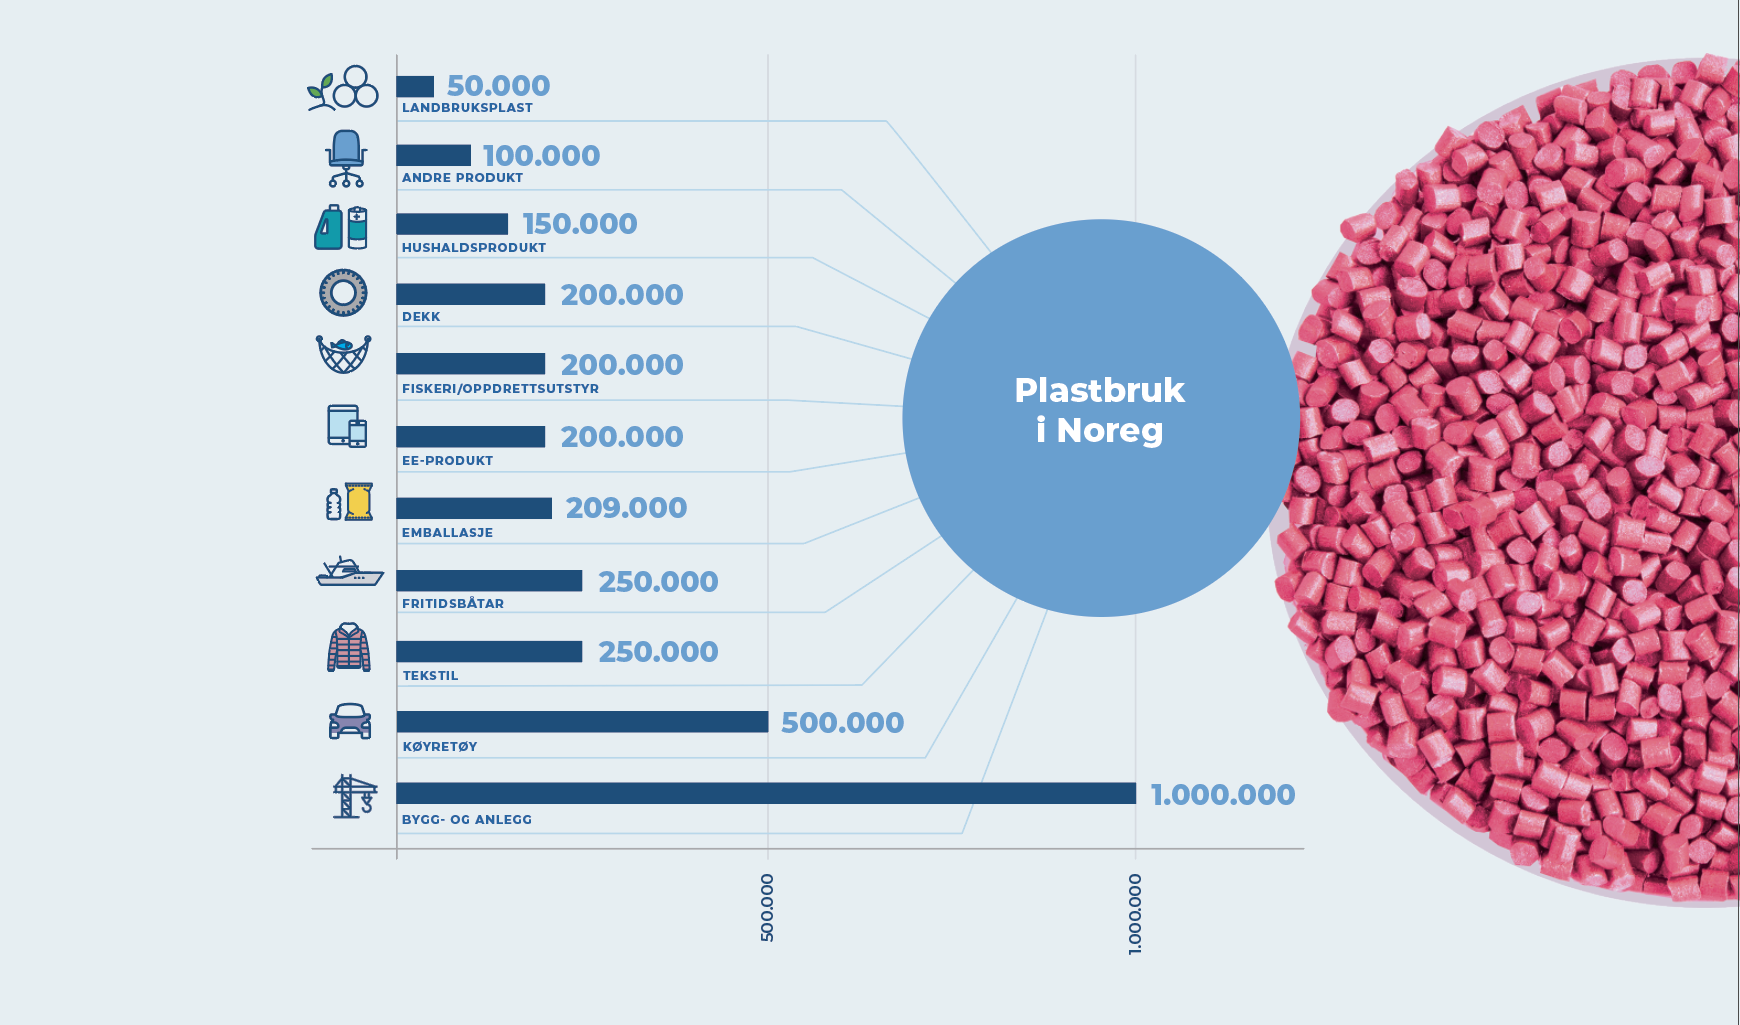 50.000
LANDBRUKSPLAST
100.000
ANDRE PRODUKT
150.000
HUSHALDSPRODUKT
200.000
DEKK
200.000
FISKERI/OPPDRETTSUTSTYR
200.000
EE-PRODUKT
209.000
EMBALLASJE
250.000
FRITIDSBÅTAR
250.000
TEKSTIL
500.000
KØYRETØY
1.000.000
BYGG- OG ANLEGG
Plastbruk
i Noreg
500.000
1.000.000